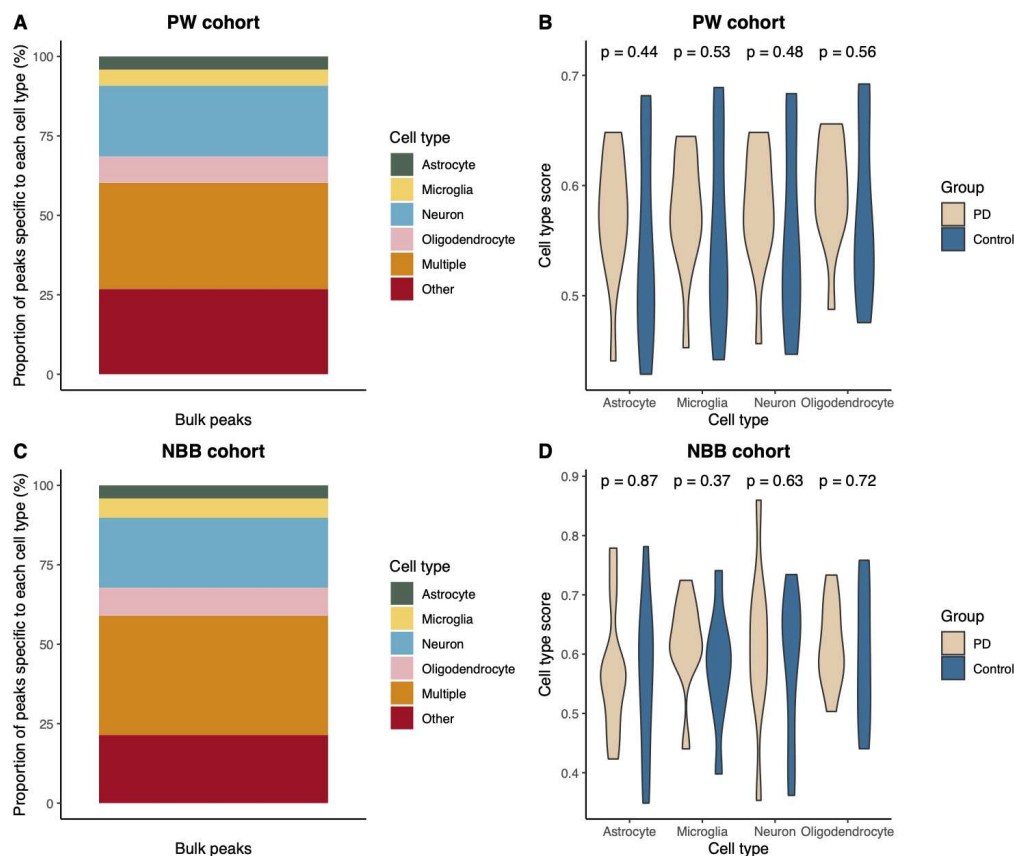 A
PW cohort
Proportion of peaks specific to each cell type (%)
100
75
50
25
0
Bulk peaks
Cell type
Astrocyte
Microglia
Neuron
Oligodendrocyte
Multiple
Other
B
PW cohort
p = 0.44 p = 0.53 p = 0.48 p = 0.56
Cell type score
0.7
0.6
0.5
Astrocyte Microglia Neuron Oligodendrocyte
Cell type
Group
PD
Control
C
NBB cohort
Proportion of peaks specific to each cell type (%)
100
75
50
25
0
Bulk peaks
Cell type
Astrocyte
Microglia
Neuron
Oligodendrocyte
Multiple
Other
D
NBB cohort
p = 0.87 p = 0.37 p = 0.63 p = 0.72
Cell type score
0.9
0.8
0.7
0.6
0.5
0.4
Astrocyte Microglia Neuron Oligodendrocyte
Cell type
Group
PD
Control